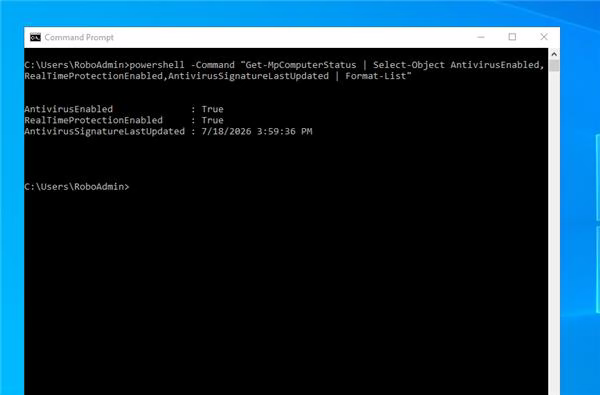 Command Prompt
C:\Users\RoboAdmin>powershell -Command "Get-MpComputerStatus | Select-Object AntivirusEnabled,
RealTimeProtectionEnabled,AntivirusSignatureLastUpdated | Format-List"
AntivirusEnabled              : True
RealTimeProtectionEnabled     : True
AntivirusSignatureLastUpdated : 7/18/2026 3:59:36 PM
C:\Users\RoboAdmin>